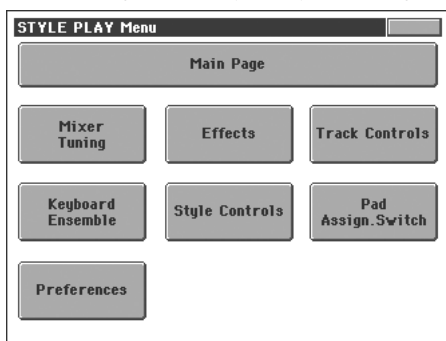 STYLE PLAY Menu
Main Page
Mixer
Tuning
Effects
Track Controls
Keyboard
Ensemble
Style Controls
Pad
Assign.Switch
Preferences